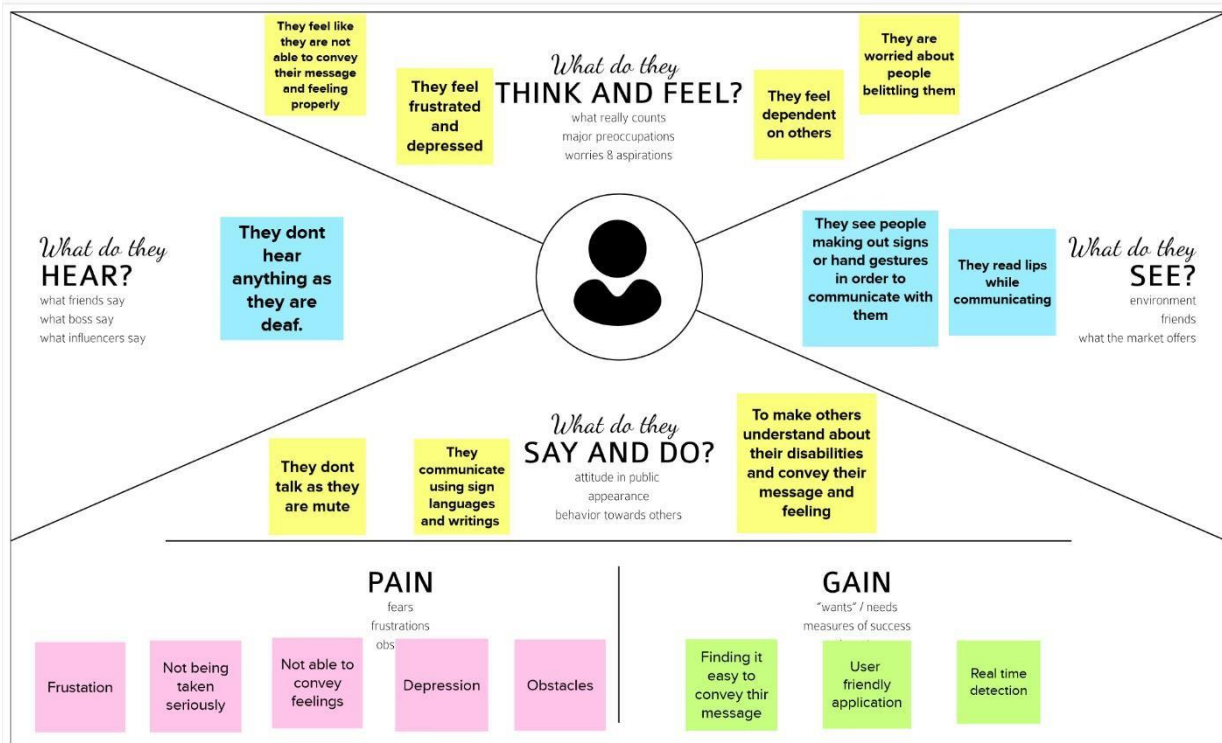 They feel like
they are not
able to convey
their message
and feeling
properly
They feel
frustrated
and
depressed
What do they
THINK AND FEEL?
what really counts
major preoccupations
worries & aspirations
They feel
dependent
on others
They are
worried about
people
belittling them
What do they
HEAR?
what friends say
what boss say
what influencers say
They dont
hear
anything as
they are
deaf.
They see people
making out signs
or hand gestures
in order to
communicate with
them
They read lips
while
communicating
What do they
SEE?
environment
friends
what the market offers
They dont
talk as they
are mute
They
communicate
using sign
languages
and writings
What do they
SAY AND DO?
attitude in public
appearance
behavior towards others
To make others
understand about
their disabilities
and convey their
message and
feeling
PAIN
fears
frustrations
Frustation
Not being
taken
seriously
Not able to
convey
feelings
Depression
Obstacles
GAIN
"wants" / needs
measures of success
Finding it
easy to
convey thir
message
User
friendly
application
Real time
detection